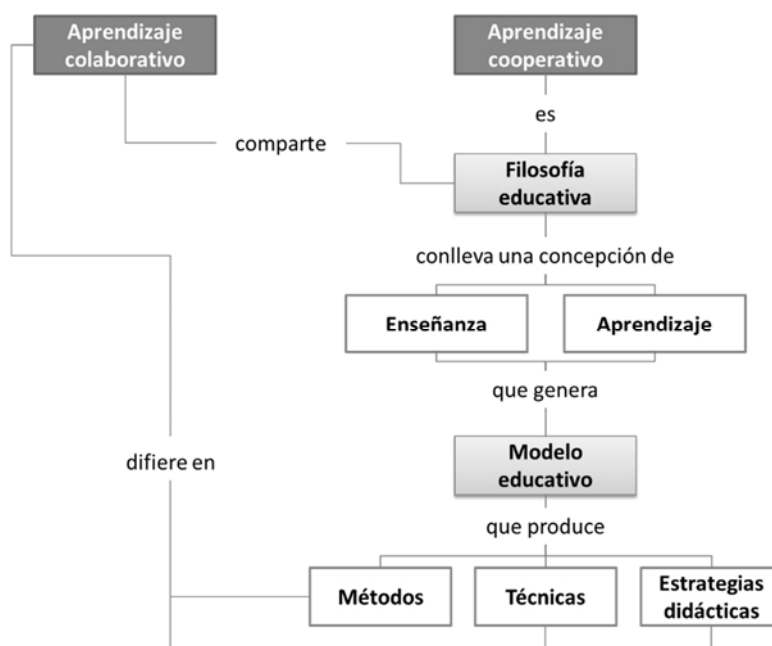 Aprendizaje
colaborativo
Aprendizaje
cooperativo
es
comparte
Filosofía
educativa
conlleva una concepción de
Enseñanza
Aprendizaje
que genera
Modelo
educativo
difiere en
que produce
Métodos
Técnicas
Estrategias
didácticas